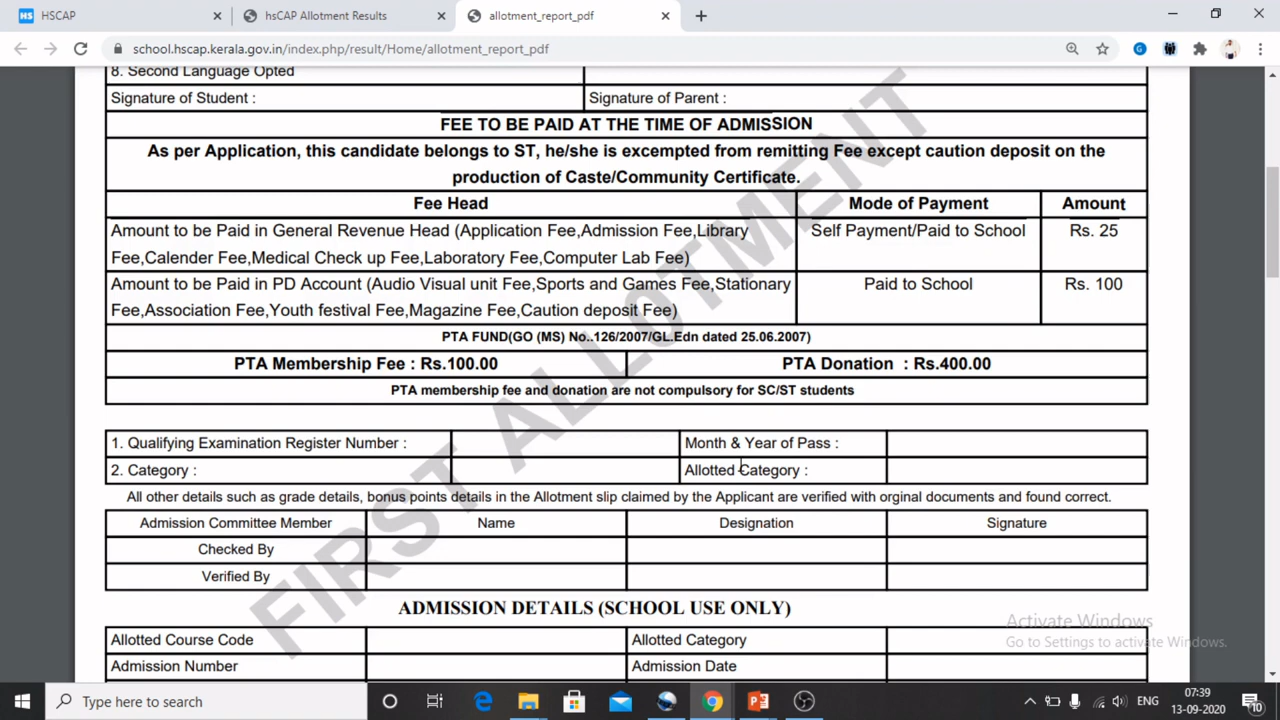 HSCAP
hsCAP Allotment Results
allotment_report_pdf
school.hscap.kerala.gov.in/index.php/result/Home/allotment_report_pdf
8. Second Language Opted
Signature of Student :
Signature of Parent :
FEE TO BE PAID AT THE TIME OF ADMISSION
As per Application, this candidate belongs to ST, he/she is excempted from remitting Fee except caution deposit on the
production of Caste/Community Certificate.
Fee Head
Mode of Payment
Amount
Amount to be Paid in General Revenue Head (Application Fee,Admission Fee,Library
Fee,Calender Fee,Medical Check up Fee,Laboratory Fee,Computer Lab Fee)
Self Payment/Paid to School
Rs. 25
Amount to be Paid in PD Account (Audio Visual unit Fee,Sports and Games Fee,Stationary
Fee,Association Fee,Youth festival Fee,Magazine Fee,Caution deposit Fee)
Paid to School
Rs. 100
PTA FUND(GO (MS) No..126/2007/GL.Edn dated 25.06.2007)
PTA Membership Fee : Rs.100.00
PTA Donation : Rs.400.00
PTA membership fee and donation are not compulsory for SC/ST students
1. Qualifying Examination Register Number :
Month & Year of Pass :
2. Category :
Allotted Category :
All other details such as grade details, bonus points details in the Allotment slip claimed by the Applicant are verified with orginal documents and found correct.
Admission Committee Member
Name
Designation
Signature
Checked By
Verified By
ADMISSION DETAILS (SCHOOL USE ONLY)
Allotted Course Code
Allotted Category
Admission Number
Admission Date
FIRST ALLOTMENT
Activate Windows
Go to Settings to activate Windows.
Type here to search
ENG
07:39
13-09-2020
10